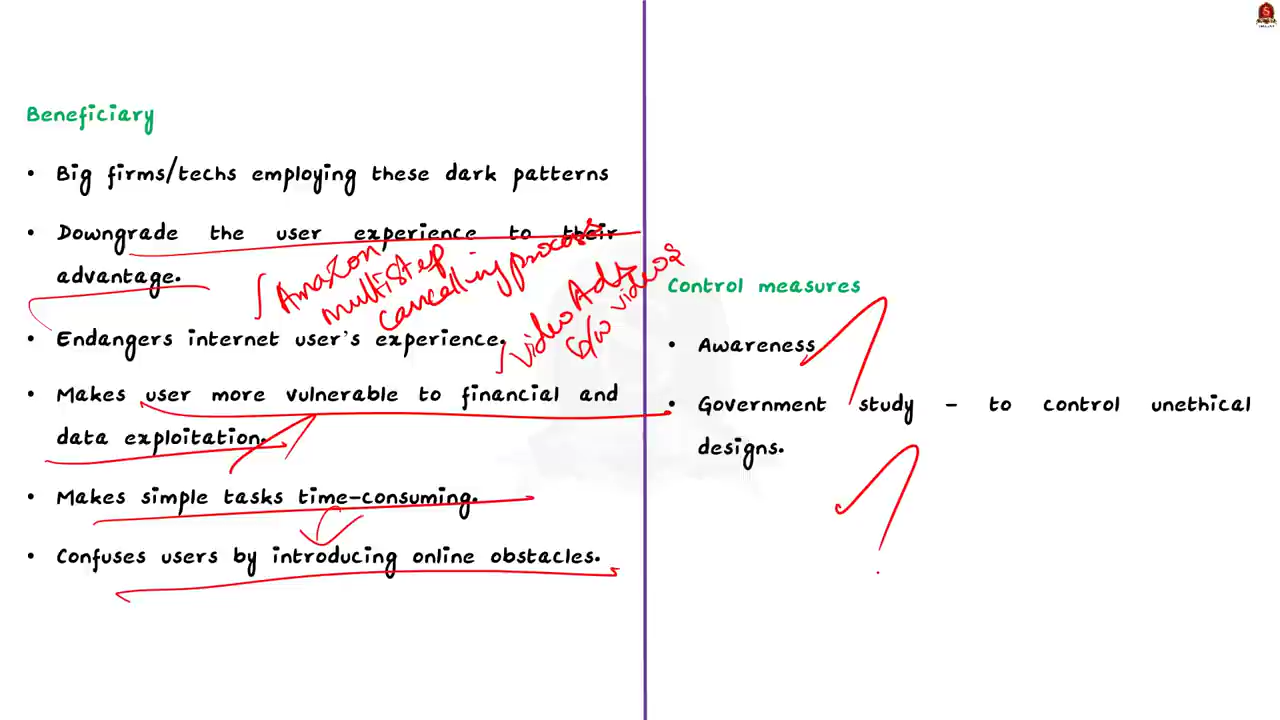 Beneficiary
• Big firms/techs employing these dark patterns
• Downgrade the user experience to their
advantage.
Amazon
multistep
cancelling process
• Endangers internet user's experience.
video Ads
b/w videos
• Makes user more vulnerable to financial and
data exploitation.
• Makes simple tasks time-consuming.
• Confuses users by introducing online obstacles.
Control measures
• Awareness
• Government study - to control unethical
designs.